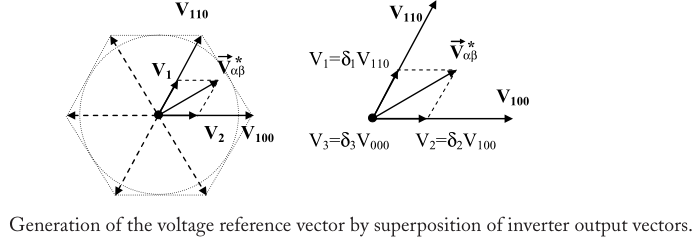 V₁₁₀
V₁
V⃗αβ*
V₂
V₁₀₀
V₁₁₀
V₁=δ₁V₁₁₀
V⃗αβ*
V₁₀₀
V₃=δ₃V₀₀₀
V₂=δ₂V₁₀₀
Generation of the voltage reference vector by superposition of inverter output vectors.